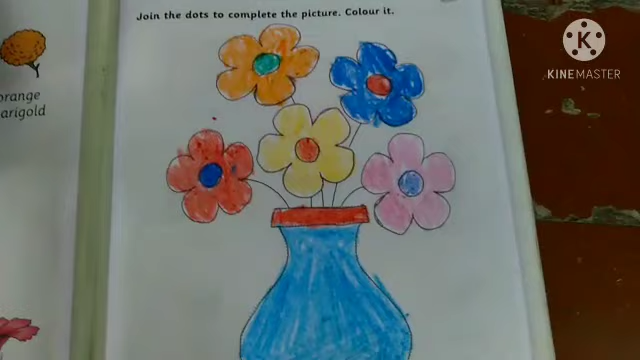 Join the dots to complete the picture. Colour it.
orange
marigold
KINEMASTER